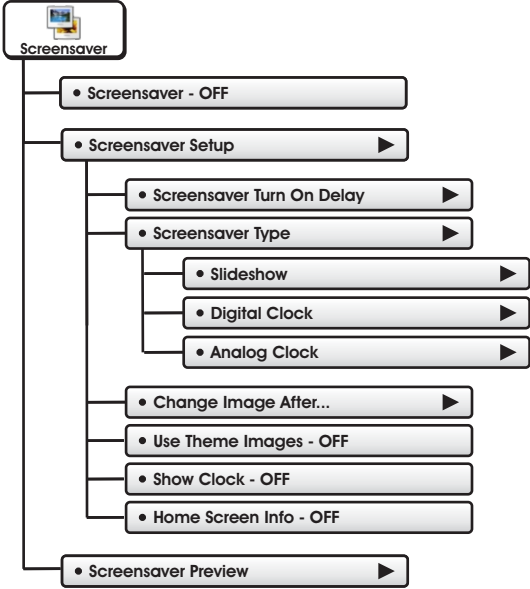 Screensaver
• Screensaver - OFF
• Screensaver Setup
• Screensaver Turn On Delay
• Screensaver Type
• Slideshow
• Digital Clock
• Analog Clock
• Change Image After...
• Use Theme Images - OFF
• Show Clock - OFF
• Home Screen Info - OFF
• Screensaver Preview